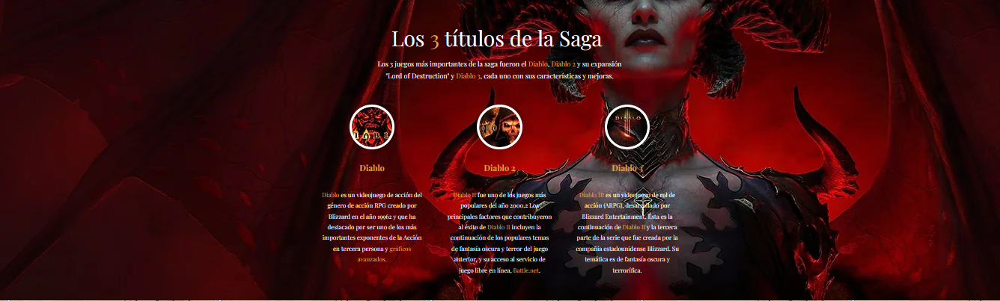 Los 3 títulos de la Saga
Los 3 juegos más importantes de la saga fueron el Diablo, Diablo 2 y su expansión
"Lord of Destruction" y Diablo 3, cada uno con sus características y mejoras.
DIABLO
Diablo
Diablo es un videojuego de acción del
género de acción RPG creado por
Blizzard en el año 19962 y que ha
destacado por ser uno de los más
importantes exponentes de la Acción
en tercera persona y gráficos
avanzados.
Diablo 2
Diablo II fue uno de los juegos más
populares del año 2000.2 Los
principales factores que contribuyeron
al éxito de Diablo II incluyen la
continuación de los populares temas
de fantasía oscura y terror del juego
anterior, y su acceso al servicio de
juego libre en línea, Battle.net.
Diablo 3
Diablo III es un videojuego de rol de
acción (ARPG), desarrollado por
Blizzard Entertainment. Ésta es la
continuación de Diablo II y la tercera
parte de la serie que fue creada por la
compañía estadounidense Blizzard. Su
temática es de fantasía oscura y
terrorífica.